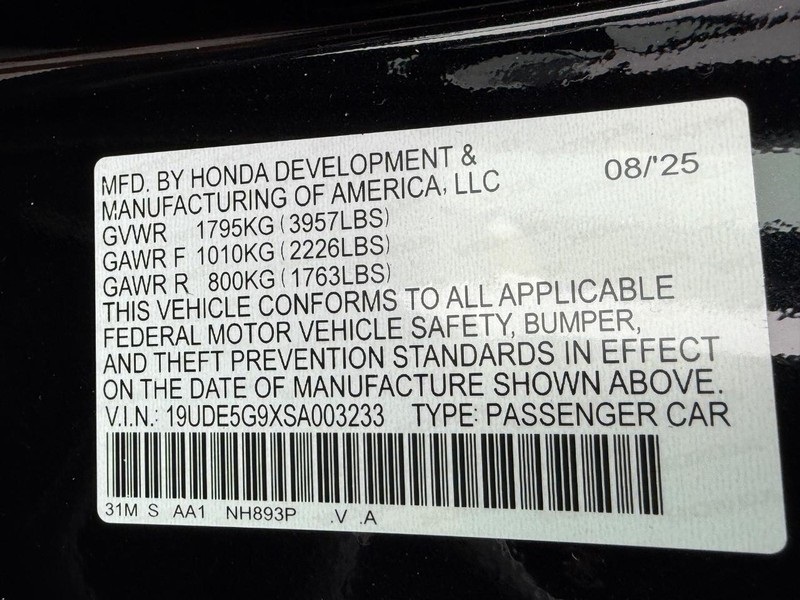 MFD. BY HONDA DEVELOPMENT &
MANUFACTURING OF AMERICA, LLC
08/'25
GVWR 1795KG (3957LBS)
GAWR F 1010KG (2226LBS)
GAWR R 800KG (1763LBS)
THIS VEHICLE CONFORMS TO ALL APPLICABLE
FEDERAL MOTOR VEHICLE SAFETY, BUMPER,
AND THEFT PREVENTION STANDARDS IN EFFECT
ON THE DATE OF MANUFACTURE SHOWN ABOVE.
V.I.N.: 19UDE5G9XSA003233 TYPE: PASSENGER CAR
31M S AA1 NH893P .V .A